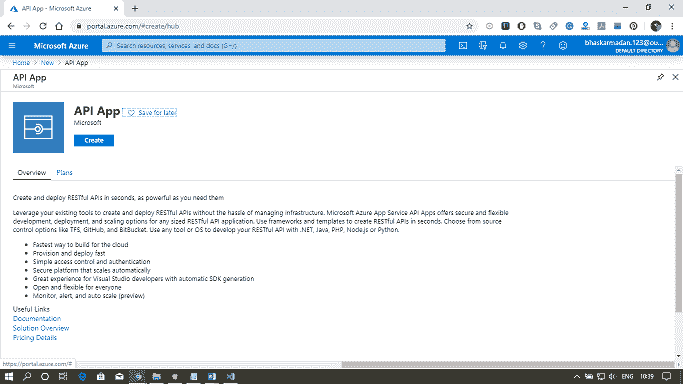 API App - Microsoft Azure
portal.azure.com/#create/hub
Microsoft Azure
Search resources, services, and docs (G+/)
bhaskarmadan.123@ou...
DEFAULT DIRECTORY
Home > New > API App
API App
Microsoft
API App
Save for later
Microsoft
Create
Overview
Plans
Create and deploy RESTful APIs in seconds, as powerful as you need them
Leverage your existing tools to create and deploy RESTful APIs without the hassle of managing infrastructure. Microsoft Azure App Service API Apps offers secure and flexible
development, deployment, and scaling options for any sized RESTful API application. Use frameworks and templates to create RESTful APIs in seconds. Choose from source
control options like TFS, GitHub, and BitBucket. Use any tool or OS to develop your RESTful API with .NET, Java, PHP, Node.js or Python.
• Fastest way to build for the cloud
• Provision and deploy fast
• Simple access control and authentication
• Secure platform that scales automatically
• Great experience for Visual Studio developers with automatic SDK generation
• Open and flexible for everyone
• Monitor, alert, and auto scale (preview)
Useful Links
Documentation
Solution Overview
Pricing Details
https://portal.azure.com/#
ENG
10:39